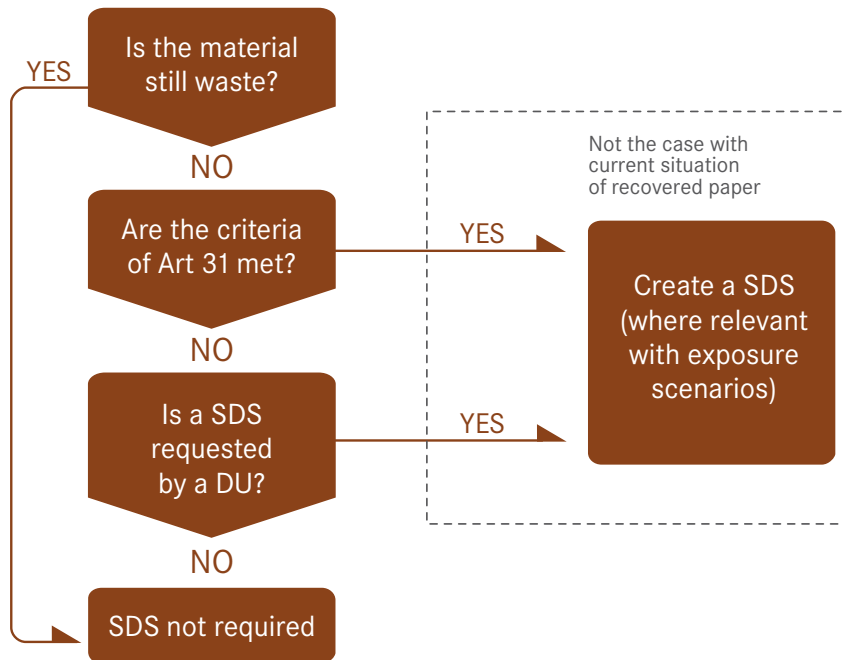 Is the material
still waste?
YES
NO
Not the case with
current situation
of recovered paper
Are the criteria
of Art 31 met?
YES
Create a SDS
(where relevant
with exposure
scenarios)
NO
Is a SDS
requested
by a DU?
YES
NO
SDS not required